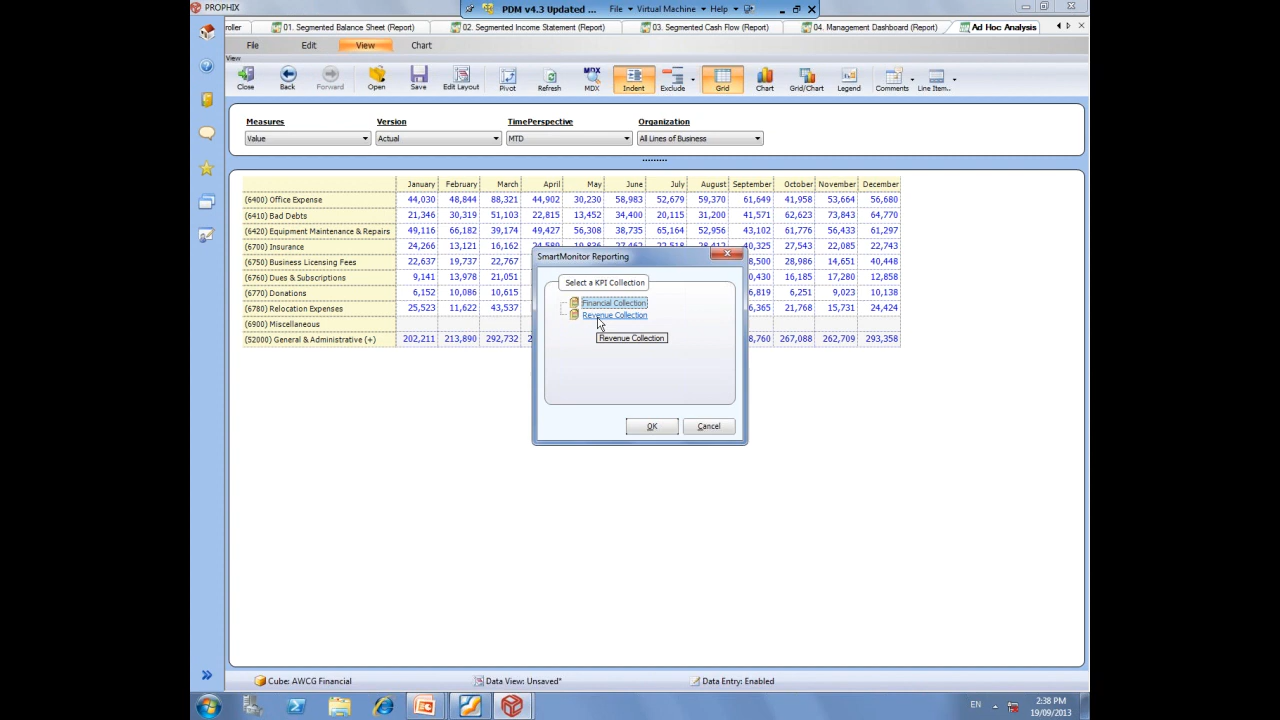 PROPHIX
PDM v4.3 Updated ... File Virtual Machine Help
roller 01. Segmented Balance Sheet (Report) 02. Segmented Income Statement (Report) 03. Segmented Cash Flow (Report) 04. Management Dashboard (Report) Ad Hoc Analysis
File Edit View Chart
View
Close Back Forward Open Save Edit Layout Pivot Refresh MDX Indent Exclude Grid Chart Grid/Chart Legend Comments Line Item...
Measures Version TimePerspective Organization
Value Actual MTD All Lines of Business
January February March April May June July August September October November December
(6400) Office Expense 44,030 48,844 88,321 44,902 30,230 58,983 52,679 59,370 61,649 41,958 53,664 56,680
(6410) Bad Debts 21,346 30,319 51,103 22,815 13,452 34,400 20,115 31,200 41,571 62,623 73,843 64,770
(6420) Equipment Maintenance & Repairs 49,116 66,182 39,174 49,427 56,308 38,735 65,164 52,956 43,102 61,776 56,433 61,297
(6700) Insurance 24,266 13,121 16,162 40,325 27,543 22,085 22,743
(6750) Business Licensing Fees 22,637 19,737 22,767 8,500 28,986 14,651 40,448
(6760) Dues & Subscriptions 9,141 13,978 21,051 0,430 16,185 17,280 12,858
(6770) Donations 6,152 10,086 10,615 6,819 6,251 9,023 10,138
(6780) Relocation Expenses 25,523 11,622 43,537 6,365 21,768 15,731 24,424
(6900) Miscellaneous
(52000) General & Administrative (+) 202,211 213,890 292,732 2 8,760 267,088 262,709 293,358
SmartMonitor Reporting
Select a KPI Collection
Financial Collection
Revenue Collection
Revenue Collection
OK Cancel
Cube: AWCG Financial Data View: Unsaved* Data Entry: Enabled
EN 2:38 PM
19/09/2013